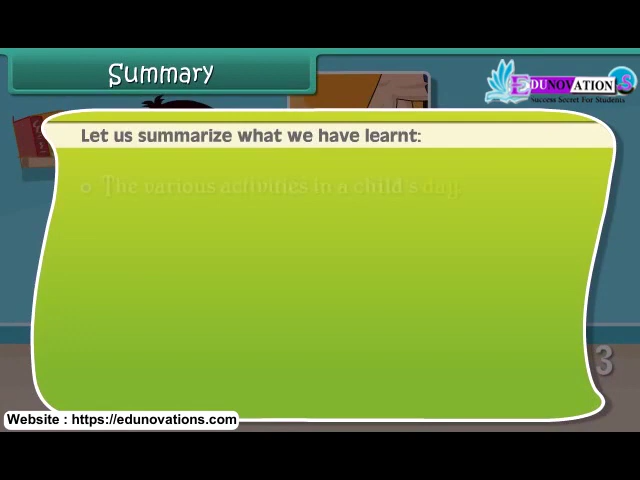 Summary
EDUNOVATIONS
Success Secret For Students
Let us summarize what we have learnt:
The various activities in a child's day:
3
Website : https://edunovations.com